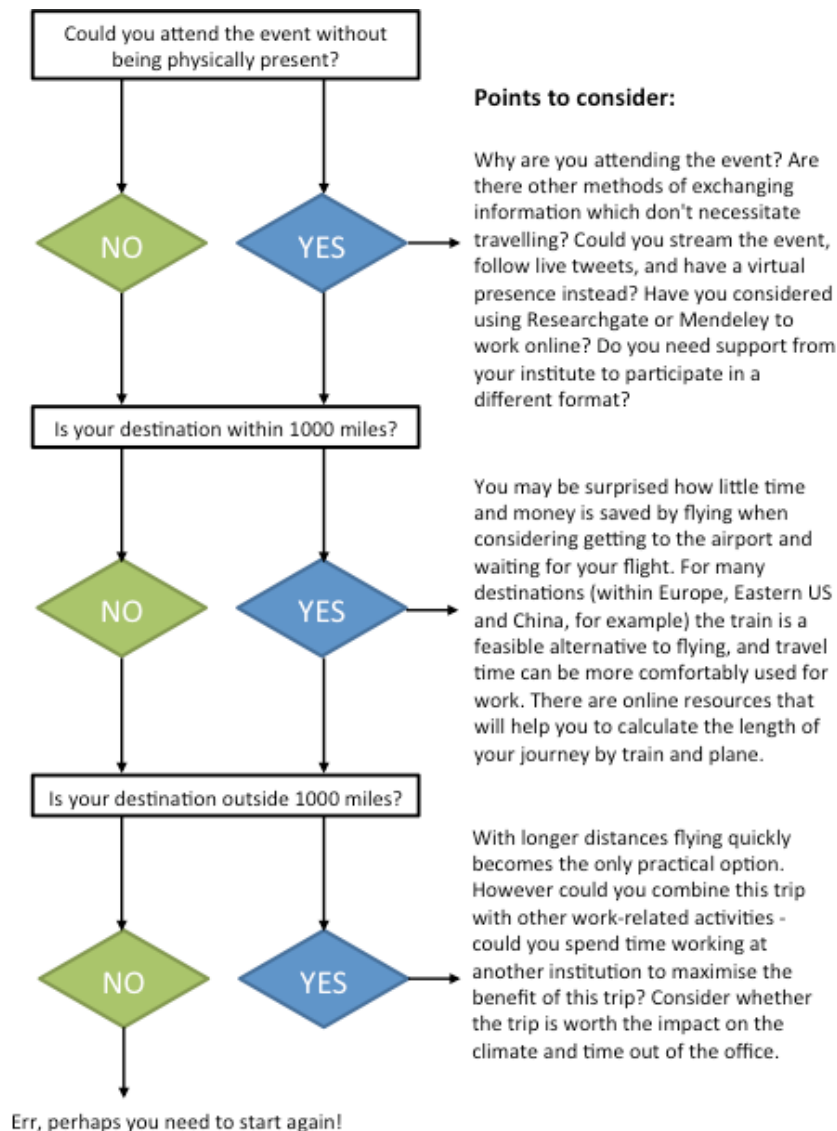 Could you attend the event without
being physically present?
Points to consider:
NO
YES
Why are you attending the event? Are
there other methods of exchanging
information which don't necessitate
travelling? Could you stream the event,
follow live tweets, and have a virtual
presence instead? Have you considered
using Researchgate or Mendeley to
work online? Do you need support from
your institute to participate in a
different format?
Is your destination within 1000 miles?
NO
YES
You may be surprised how little time
and money is saved by flying when
considering getting to the airport and
waiting for your flight. For many
destinations (within Europe, Eastern US
and China, for example) the train is a
feasible alternative to flying, and travel
time can be more comfortably used for
work. There are online resources that
will help you to calculate the length of
your journey by train and plane.
Is your destination outside 1000 miles?
NO
YES
With longer distances flying quickly
becomes the only practical option.
However could you combine this trip
with other work-related activities -
could you spend time working at
another institution to maximise the
benefit of this trip? Consider whether
the trip is worth the impact on the
climate and time out of the office.
Err, perhaps you need to start again!